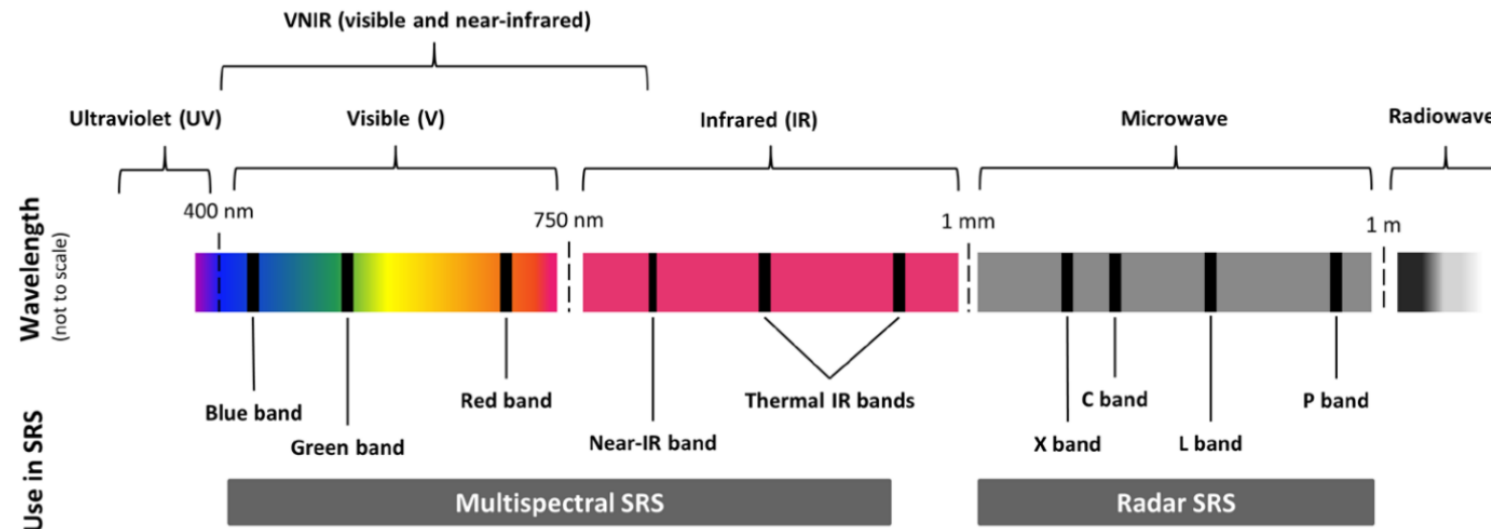 VNIR (visible and near-infrared)
Ultraviolet (UV)
Visible (V)
Infrared (IR)
Microwave
Radiowave
Wavelength
(not to scale)
400 nm
750 nm
1 mm
1 m
Blue band
Green band
Red band
Near-IR band
Thermal IR bands
X band
C band
L band
P band
Use in SRS
Multispectral SRS
Radar SRS